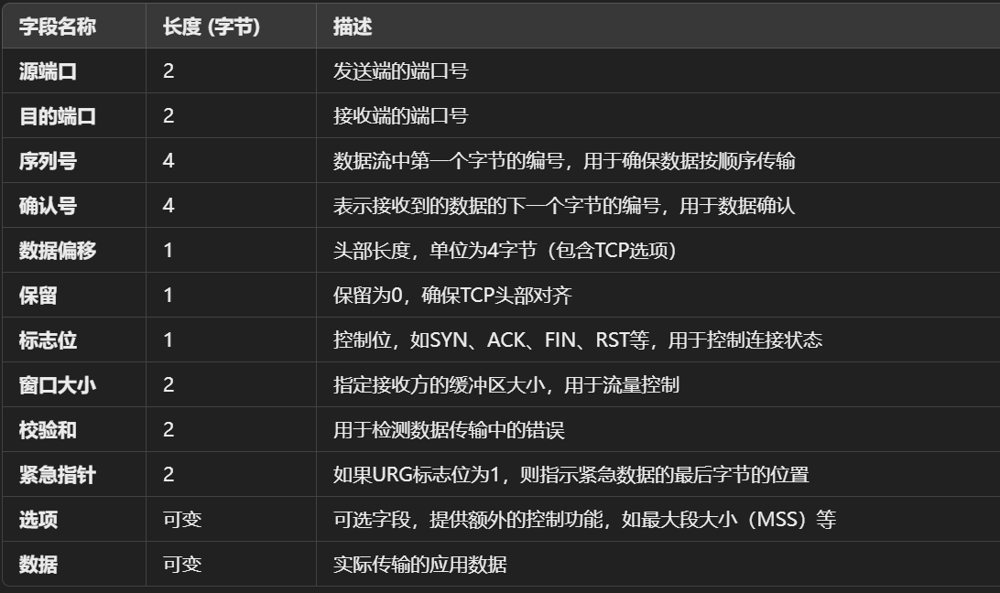 字段名称 长度 (字节) 描述
源端口 2 发送端的端口号
目的端口 2 接收端的端口号
序列号 4 数据流中第一个字节的编号，用于确保数据按顺序传输
确认号 4 表示接收到的数据的下一个字节的编号，用于数据确认
数据偏移 1 头部长度，单位为4字节（包含TCP选项）
保留 1 保留为0，确保TCP头部对齐
标志位 1 控制位，如SYN、ACK、FIN、RST等，用于控制连接状态
窗口大小 2 指定接收方的缓冲区大小，用于流量控制
校验和 2 用于检测数据传输中的错误
紧急指针 2 如果URG标志位为1，则指示紧急数据的最后字节的位置
选项 可变 可选字段，提供额外的控制功能，如最大段大小（MSS）等
数据 可变 实际传输的应用数据